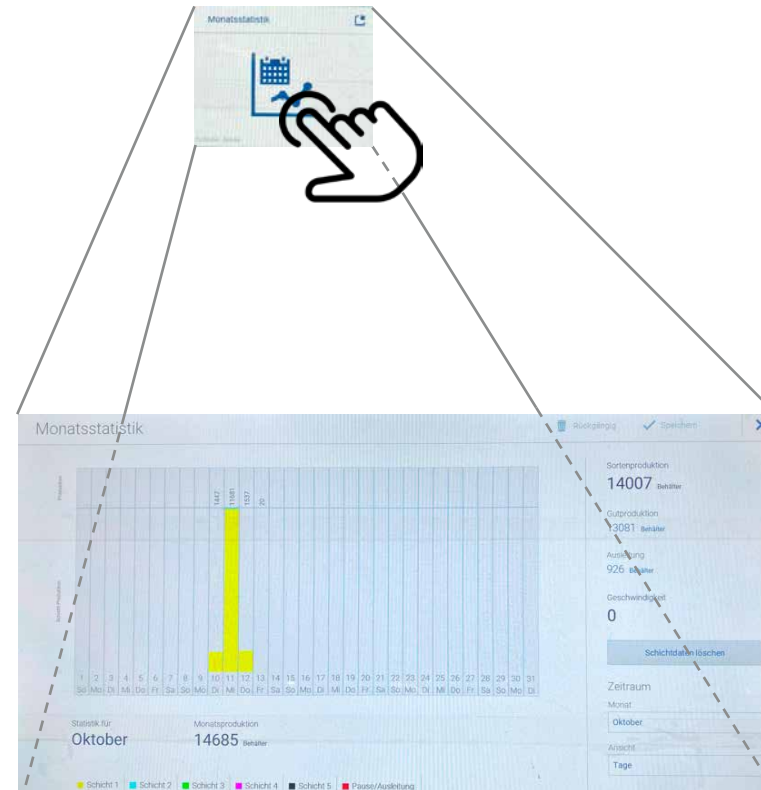 Monatsstatistik
Monatsstatistik
Rückgängig
Speichern
Produktion
1447
11681
1537
20
Schicht Produktion
1 2 3 4 5 6 7 8 9 10 11 12 13 14 15 16 17 18 19 20 21 22 23 24 25 26 27 28 29 30 31
So Mo Di Mi Do Fr Sa So Mo Di Mi Do Fr Sa So Mo Di Mi Do Fr Sa So Mo Di Mi Do Fr Sa So Mo Di
Statistik für
Oktober
Monatsproduktion
14685 Behälter
Schicht 1 Schicht 2 Schicht 3 Schicht 4 Schicht 5 Pause/Ausleitung
Sortenproduktion
14007 Behälter
Gutproduktion
13081 Behälter
Ausleitung
926 Behälter
Geschwindigkeit
0
Schichtdaten löschen
Zeitraum
Monat
Oktober
Ansicht
Tage